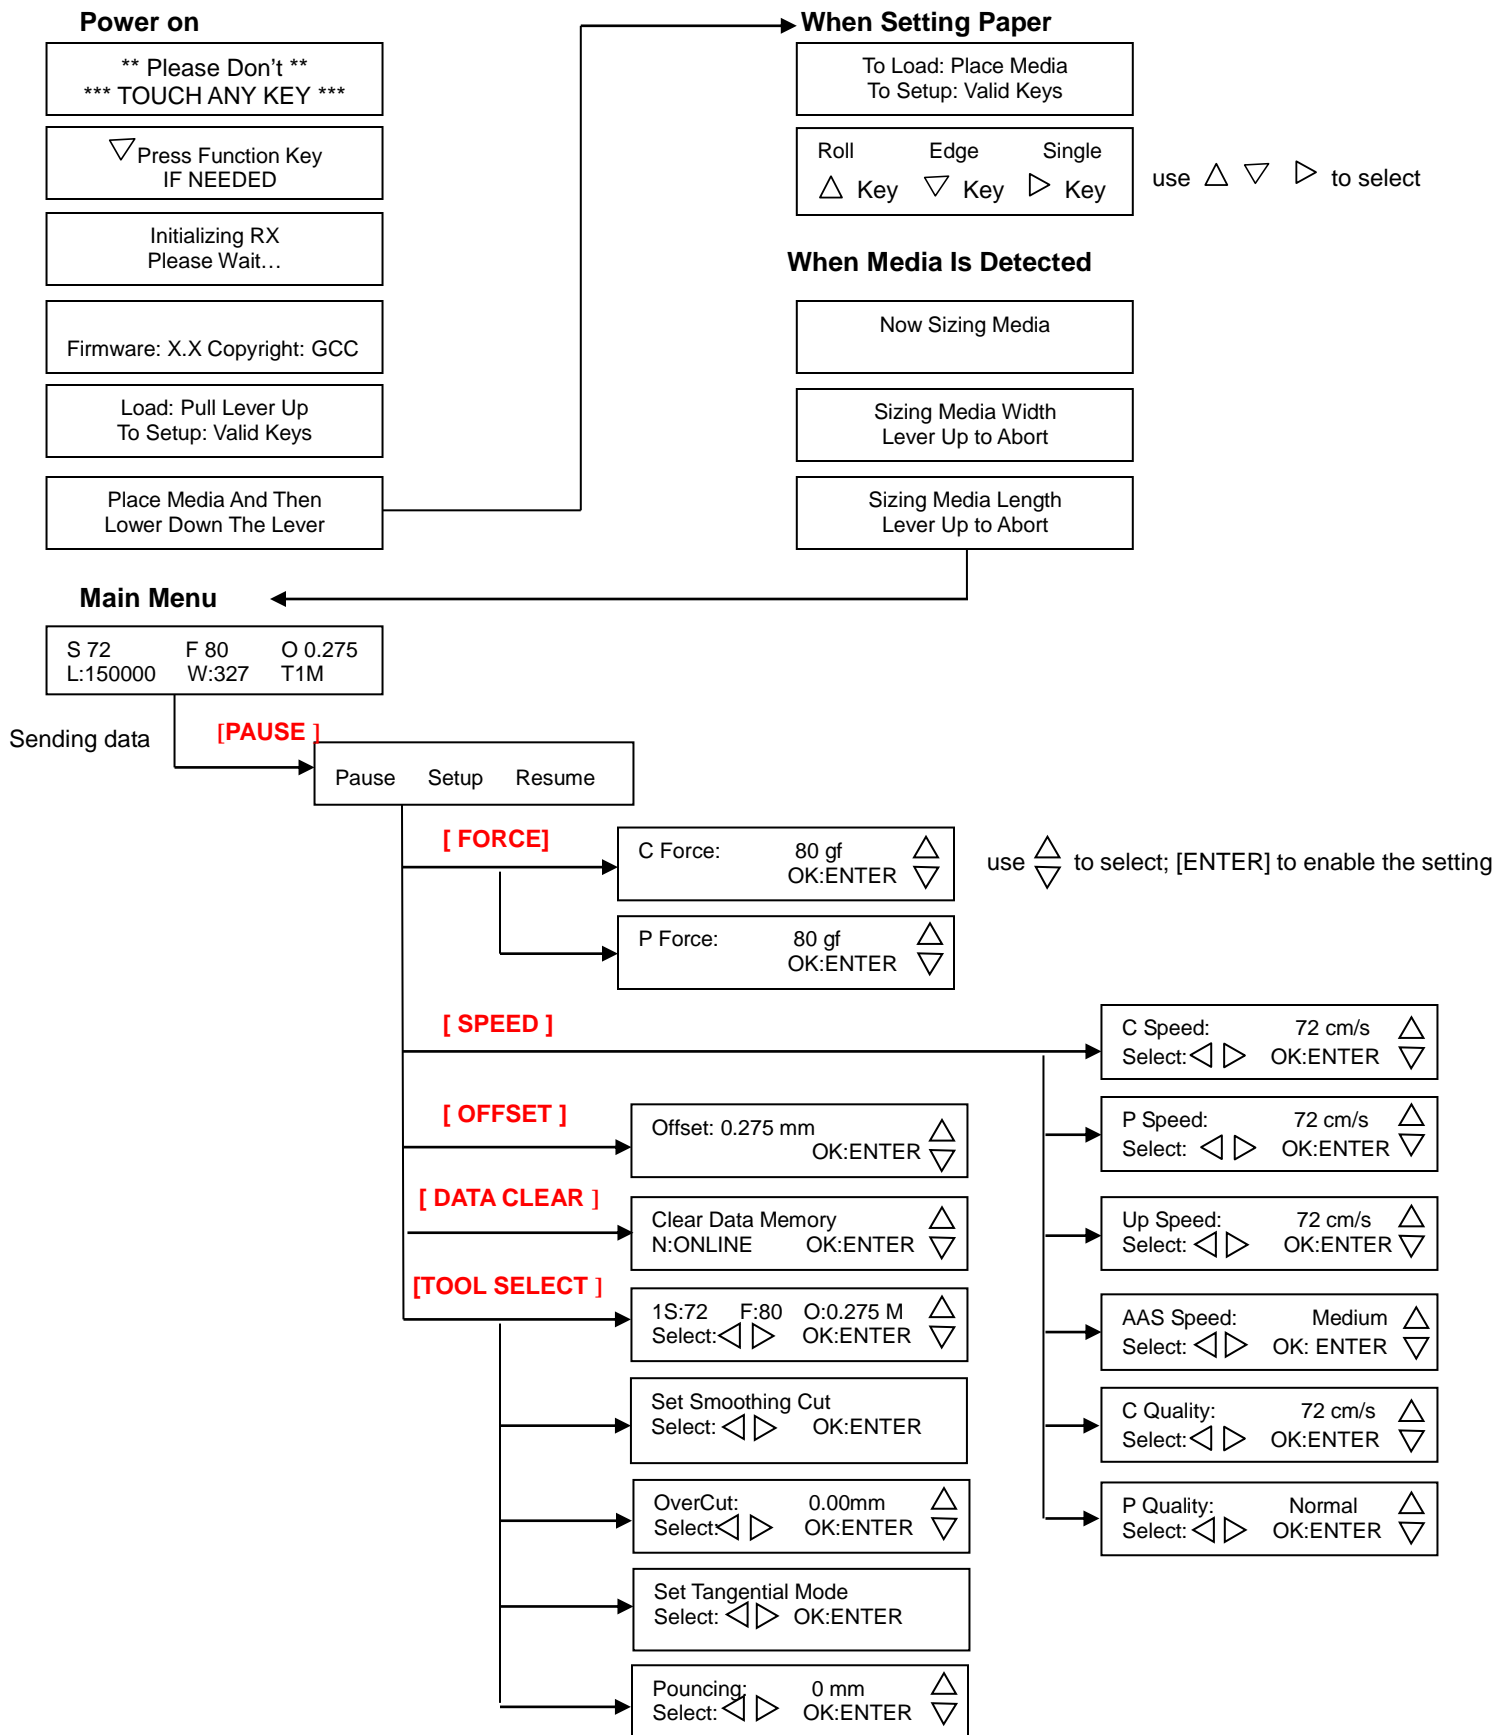 Power on
** Please Don't **
*** TOUCH ANY KEY ***
Press Function Key
IF NEEDED
Initializing RX
Please Wait…
Firmware: X.X Copyright: GCC
Load: Pull Lever Up
To Setup: Valid Keys
Place Media And Then
Lower Down The Lever
When Setting Paper
To Load: Place Media
To Setup: Valid Keys
Roll Edge Single
△ Key ▽ Key ▷ Key
use △ ▽ ▷ to select
When Media Is Detected
Now Sizing Media
Sizing Media Width
Lever Up to Abort
Sizing Media Length
Lever Up to Abort
Main Menu
S 72 F 80 O 0.275
L:150000 W:327 T1M
Sending data
[PAUSE ]
Pause Setup Resume
[ FORCE]
C Force: 80 gf
OK:ENTER
use △▽ to select; [ENTER] to enable the setting
P Force: 80 gf
OK:ENTER
[ SPEED ]
C Speed: 72 cm/s
Select: ◁ ▷ OK:ENTER
P Speed: 72 cm/s
Select: ◁ ▷ OK:ENTER
Up Speed: 72 cm/s
Select: ◁ ▷ OK:ENTER
AAS Speed: Medium
Select: ◁ ▷ OK: ENTER
C Quality: 72 cm/s
Select: ◁ ▷ OK:ENTER
P Quality: Normal
Select: ◁ ▷ OK:ENTER
[ OFFSET ]
Offset: 0.275 mm
OK:ENTER
[ DATA CLEAR ]
Clear Data Memory
N:ONLINE OK:ENTER
[TOOL SELECT ]
1S:72 F:80 O:0.275 M
Select: ◁ ▷ OK:ENTER
Set Smoothing Cut
Select: ◁ ▷ OK:ENTER
OverCut: 0.00mm
Select: ◁ ▷ OK:ENTER
Set Tangential Mode
Select: ◁ ▷ OK:ENTER
Pouncing: 0 mm
Select: ◁ ▷ OK:ENTER